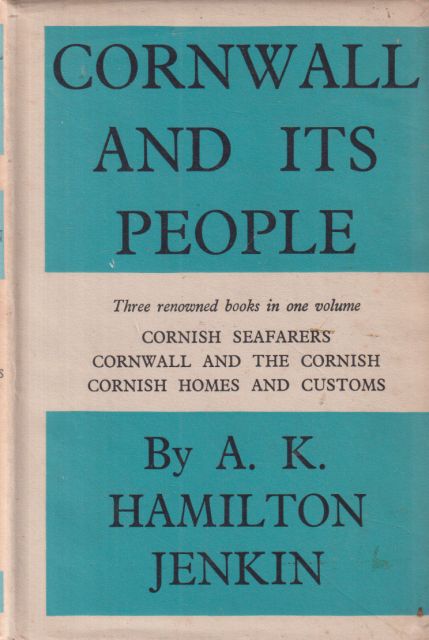 CORNWALL
AND ITS
PEOPLE
Three renowned books in one volume
CORNISH SEAFARERS
CORNWALL AND THE CORNISH
CORNISH HOMES AND CUSTOMS
By A. K.
HAMILTON
JENKIN